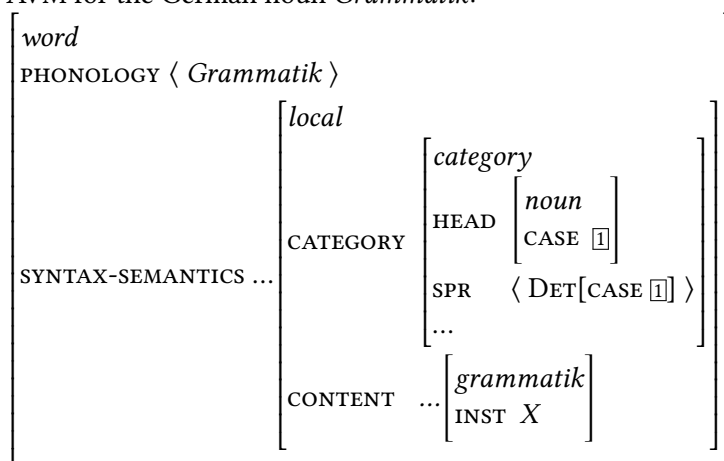 AVM for the German noun Grammatik.
word
PHONOLOGY ⟨ Grammatik ⟩
local
category
HEAD noun
CASE 1
CATEGORY
SYNTAX-SEMANTICS ...
SPR ⟨ DET[CASE 1] ⟩
...
grammatik
CONTENT ...
INST X